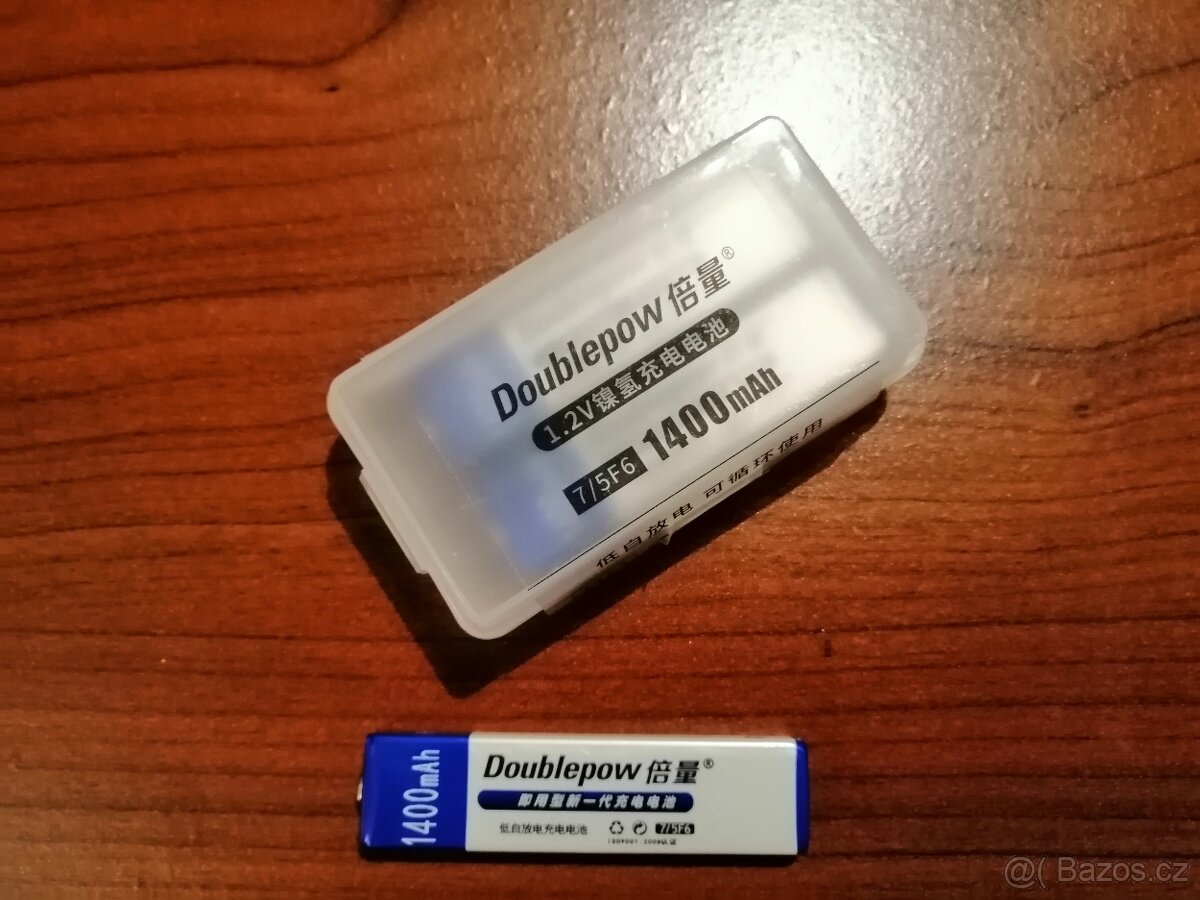 Doublepow 倍量®
1.2V镍氢充电电池
7/5F6 1400mAh
低自放电 可循环使用
1400mAh
Doublepow 倍量®
即用型新一代充电电池
低自放电充电电池 7/5F6
@( Bazos.cz